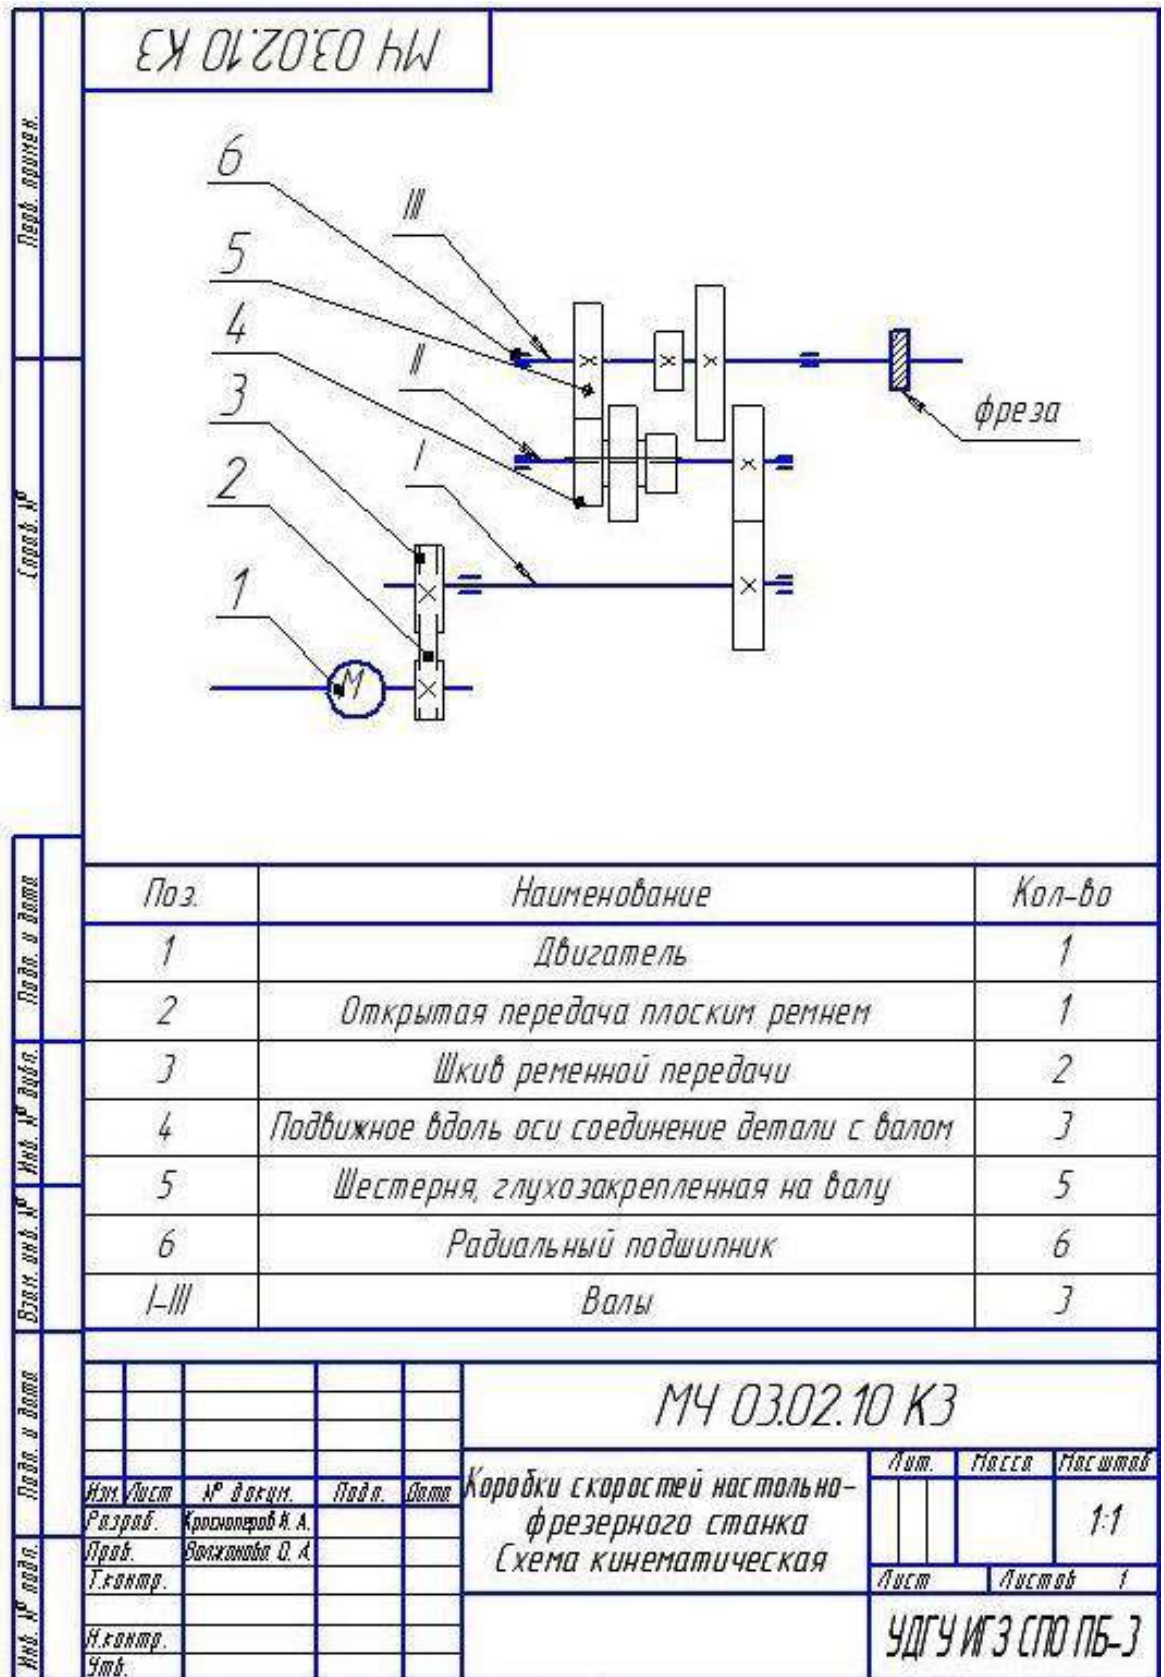 МЧ 03.02.10 КЗ
Перв. примен.
Справ. №
6
III
5
4
II
3
фреза
2
I
1
М
Поз. Наименование Кол-во
1 Двигатель 1
2 Открытая передача плоским ремнем 1
3 Шкив ременной передачи 2
4 Подвижное вдоль оси соединение детали с валом 3
5 Шестерня, глухозакрепленная на валу 5
6 Радиальный подшипник 6
I-III Валы 3
Подп. и дата
Инв. № дубл.
Взам. инв. №
Подп. и дата
Инв. № подл.
МЧ 03.02.10 КЗ
Изм. Лист № докум. Подп. Дата
Разраб. Красноперов К. А.
Пров. Волжанова О. А.
Т.контр.
Н.контр.
Утв.
Коробки скоростей настольно-
фрезерного станка
Схема кинематическая
Лит. Масса Масштаб
1:1
Лист Листов 1
УДГУ ИГЗ СПО ПБ-3